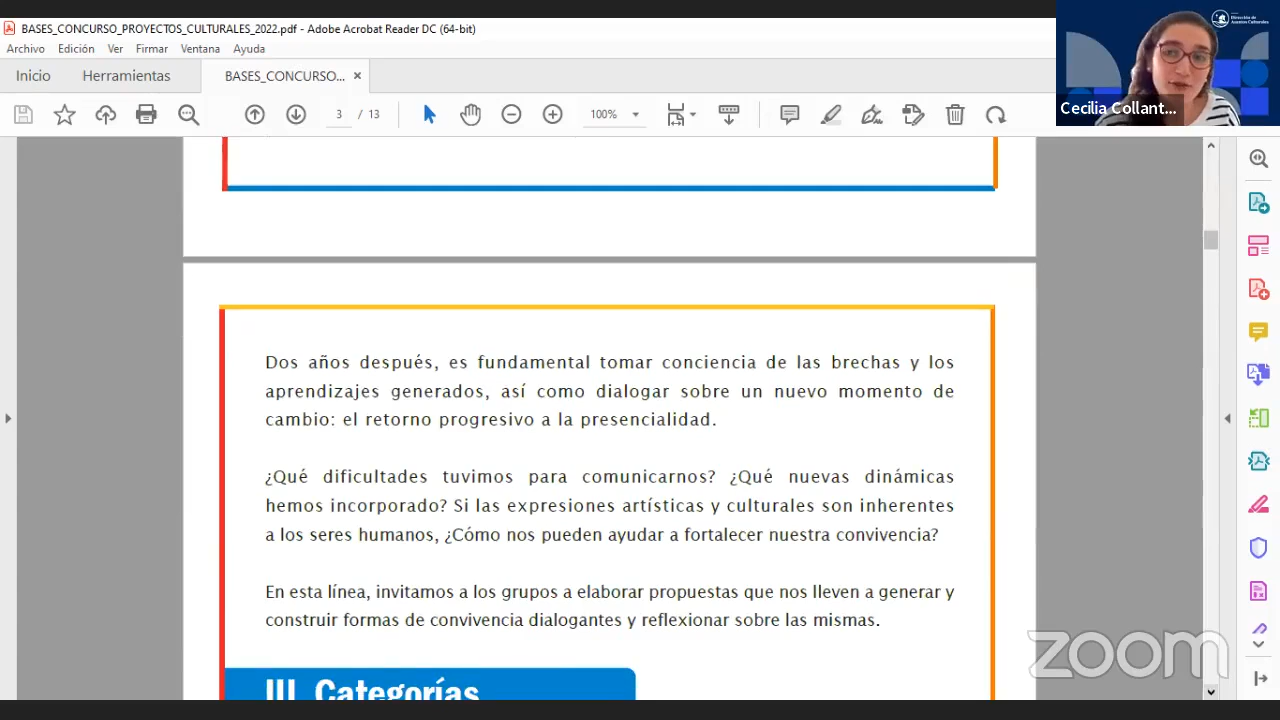 BASES_CONCURSO_PROYECTOS_CULTURALES_2022.pdf - Adobe Acrobat Reader DC (64-bit)
Archivo Edición Ver Firmar Ventana Ayuda
Inicio Herramientas BASES_CONCURSO... ×
3 / 13 100%
Dirección de
Asuntos Culturales
Cecilia Collant...
Dos años después, es fundamental tomar conciencia de las brechas y los
aprendizajes generados, así como dialogar sobre un nuevo momento de
cambio: el retorno progresivo a la presencialidad.
¿Qué dificultades tuvimos para comunicarnos? ¿Qué nuevas dinámicas
hemos incorporado? Si las expresiones artísticas y culturales son inherentes
a los seres humanos, ¿Cómo nos pueden ayudar a fortalecer nuestra convivencia?
En esta línea, invitamos a los grupos a elaborar propuestas que nos lleven a generar y
construir formas de convivencia dialogantes y reflexionar sobre las mismas.
III. Categorías
zoom